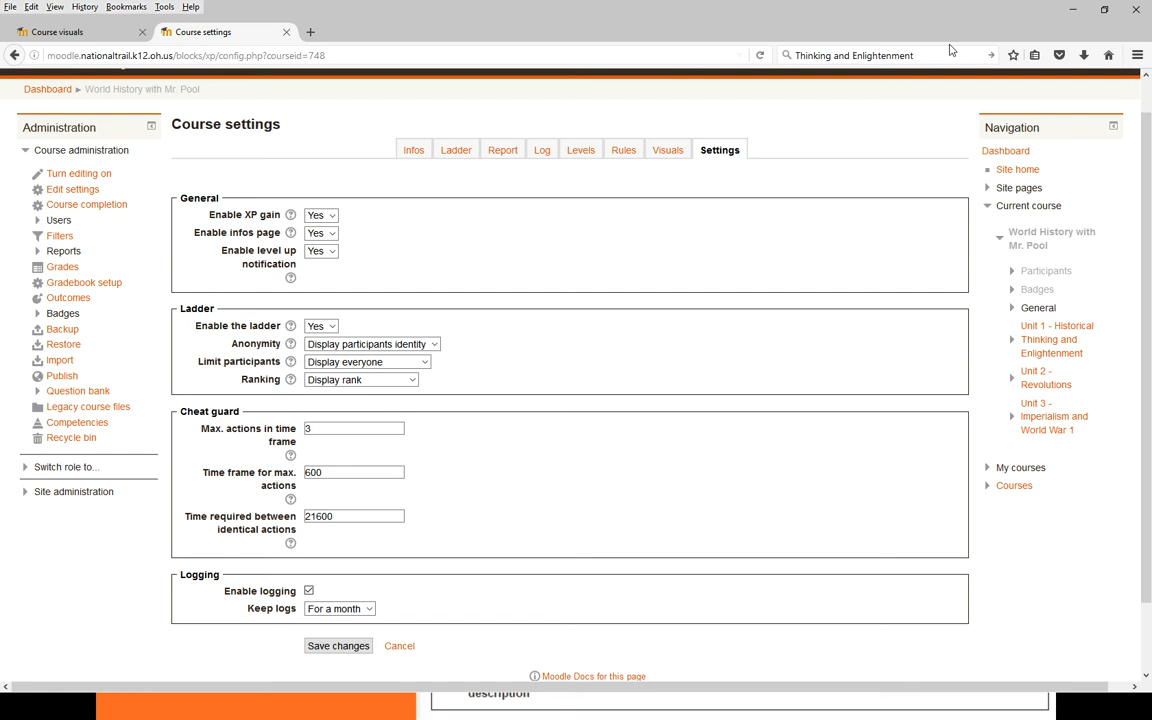 File Edit View History Bookmarks Tools Help
Course visuals
Course settings
moodle.nationaltrail.k12.oh.us/blocks/xp/config.php?courseid=748
Thinking and Enlightenment
Dashboard ► World History with Mr. Pool
Administration
Course administration
Turn editing on
Edit settings
Course completion
Users
Filters
Reports
Grades
Gradebook setup
Outcomes
Badges
Backup
Restore
Import
Publish
Question bank
Legacy course files
Competencies
Recycle bin
Switch role to...
Site administration
Course settings
Infos Ladder Report Log Levels Rules Visuals Settings
General
Enable XP gain Yes
Enable infos page Yes
Enable level up Yes
notification
Ladder
Enable the ladder Yes
Anonymity Display participants identity
Limit participants Display everyone
Ranking Display rank
Cheat guard
Max. actions in time 3
frame
Time frame for max. 600
actions
Time required between 21600
identical actions
Logging
Enable logging
Keep logs For a month
Save changes Cancel
Moodle Docs for this page
Navigation
Dashboard
Site home
Site pages
Current course
World History with
Mr. Pool
Participants
Badges
General
Unit 1 - Historical
Thinking and
Enlightenment
Unit 2 -
Revolutions
Unit 3 -
Imperialism and
World War 1
My courses
Courses
description